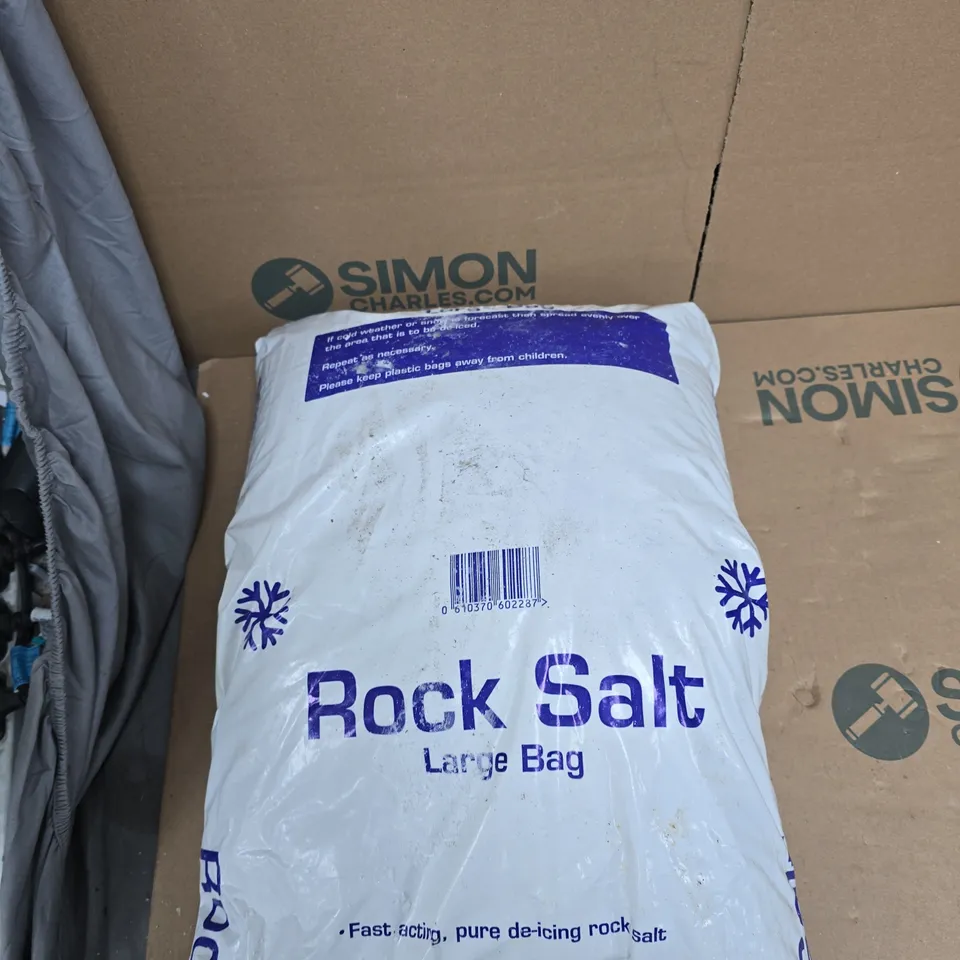 SIMON
CHARLES.COM
If cold weather or snow is forecast then spread evenly over
the area that is to be de-iced.
Repeat as necessary.
Please keep plastic bags away from children.
SIMON
CHARLES.COM
0 610370 602287 >
Rock Salt
Large Bag
• Fast acting, pure de-icing rock salt